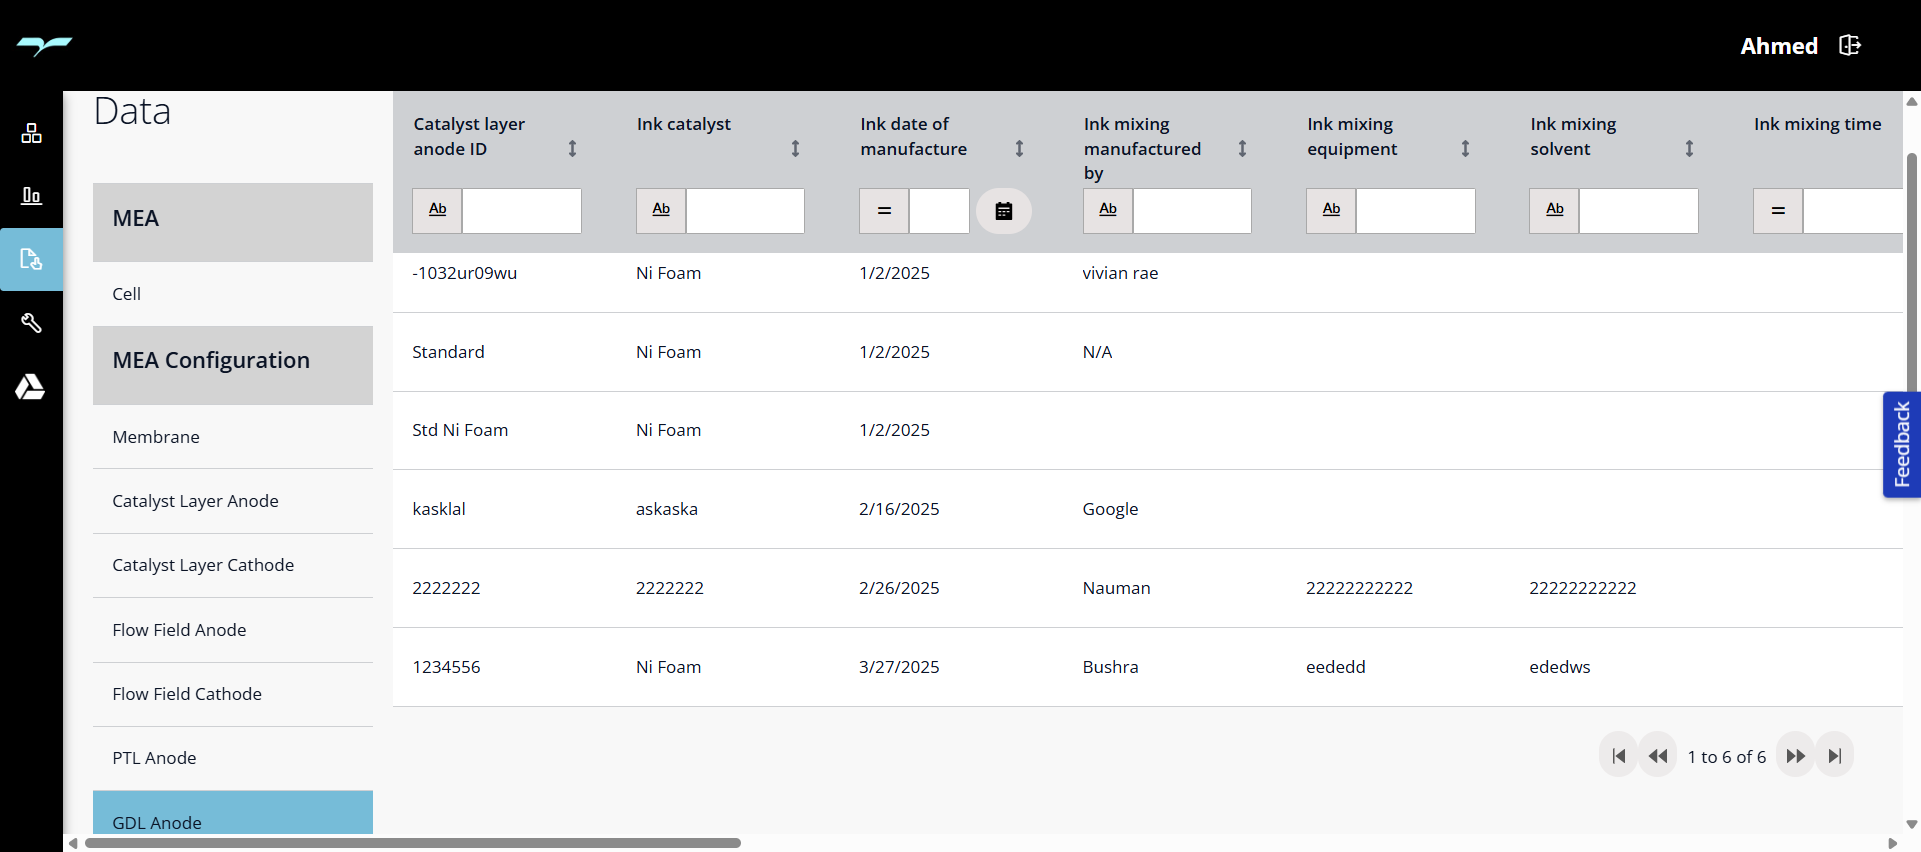 Ahmed
Data
MEA
Cell
MEA Configuration
Membrane
Catalyst Layer Anode
Catalyst Layer Cathode
Flow Field Anode
Flow Field Cathode
PTL Anode
GDL Anode
Catalyst layer anode ID
Ink catalyst
Ink date of manufacture
Ink mixing manufactured by
Ink mixing equipment
Ink mixing solvent
Ink mixing time
Ab Ab = Ab Ab Ab =
-1032ur09wu Ni Foam 1/2/2025 vivian rae
Standard Ni Foam 1/2/2025 N/A
Std Ni Foam Ni Foam 1/2/2025
kasklal askaska 2/16/2025 Google
2222222 2222222 2/26/2025 Nauman 22222222222 22222222222
1234556 Ni Foam 3/27/2025 Bushra eededd ededws
1 to 6 of 6
Feedback